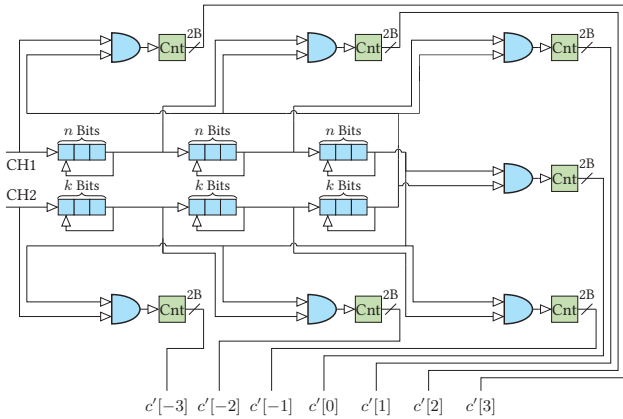 2B 2B 2B
Cnt Cnt Cnt
n Bits n Bits n Bits
CH1
2B
Cnt
k Bits k Bits k Bits
CH2
2B 2B 2B
Cnt Cnt Cnt
c′[−3] c′[−2] c′[−1] c′[0] c′[1] c′[2] c′[3]